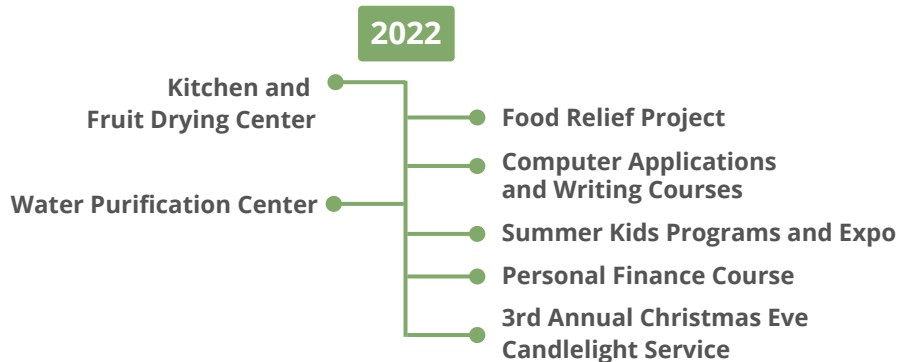 2022
Kitchen and
Fruit Drying Center
Food Relief Project
Computer Applications
and Writing Courses
Water Purification Center
Summer Kids Programs and Expo
Personal Finance Course
3rd Annual Christmas Eve
Candlelight Service